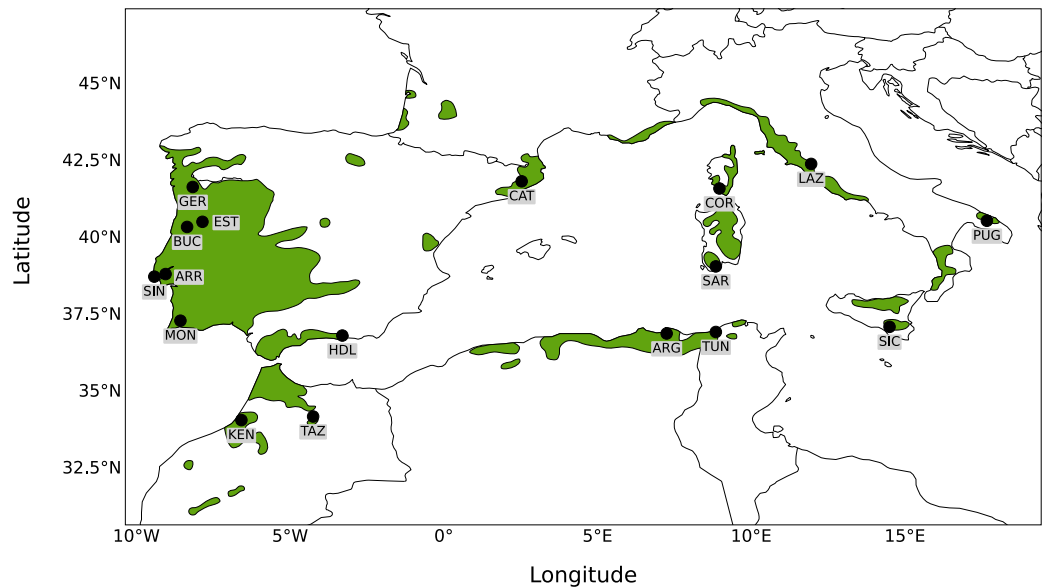 45°N
42.5°N
LAZ
CAT
GER
COR
EST
BUC
PUG
40°N
ARR
SAR
SIN
37.5°N
MON
HDL
ARG
TUN
SIC
35°N
KEN
TAZ
32.5°N
10°W
5°W
0°
5°E
10°E
15°E
Latitude
Longitude